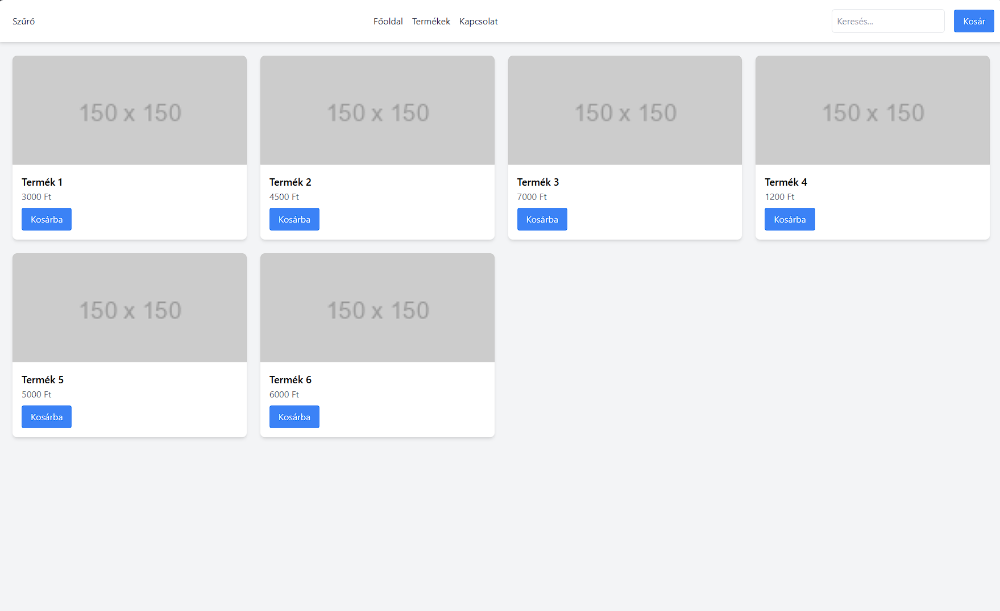 Szűrő
Főoldal Termékek Kapcsolat
Keresés...
Kosár
150 x 150
150 x 150
150 x 150
150 x 150
Termék 1
3000 Ft
Kosárba
Termék 2
4500 Ft
Kosárba
Termék 3
7000 Ft
Kosárba
Termék 4
1200 Ft
Kosárba
150 x 150
150 x 150
Termék 5
5000 Ft
Kosárba
Termék 6
6000 Ft
Kosárba